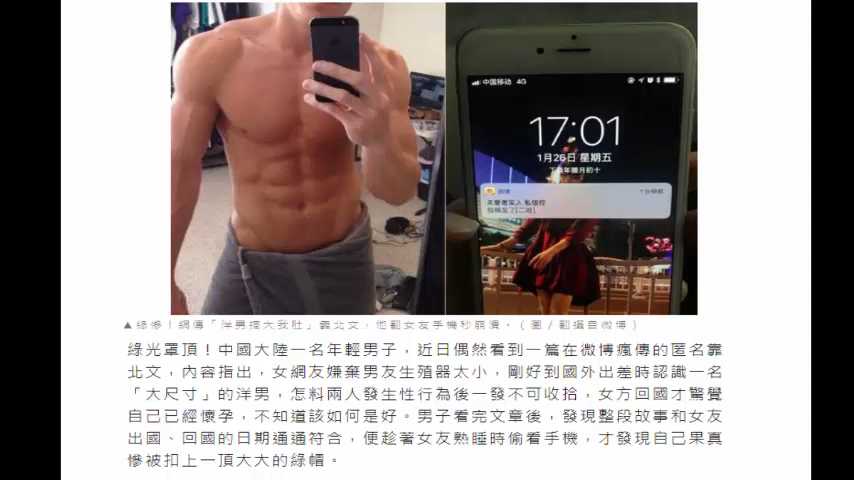 中国移动 4G
17:01
1月26日 星期五
丁酉年腊月初十
▲綠慘!網傳「洋男搞大我肚」靠北文,他翻女友手機秒崩潰。(圖/翻攝自微博)
綠光罩頂!中國大陸一名年輕男子,近日偶然看到一篇在微博瘋傳的匿名靠
北文,內容指出,女網友嫌棄男友生殖器太小,剛好到國外出差時認識一名
「大尺寸」的洋男,怎料兩人發生性行為後一發不可收拾,女方回國才驚覺
自己已經懷孕,不知道該如何是好。男子看完文章後,發現整段故事和女友
出國、回國的日期通通符合,便趁著女友熟睡時偷看手機,才發現自己果真
慘被扣上一頂大大的綠帽。